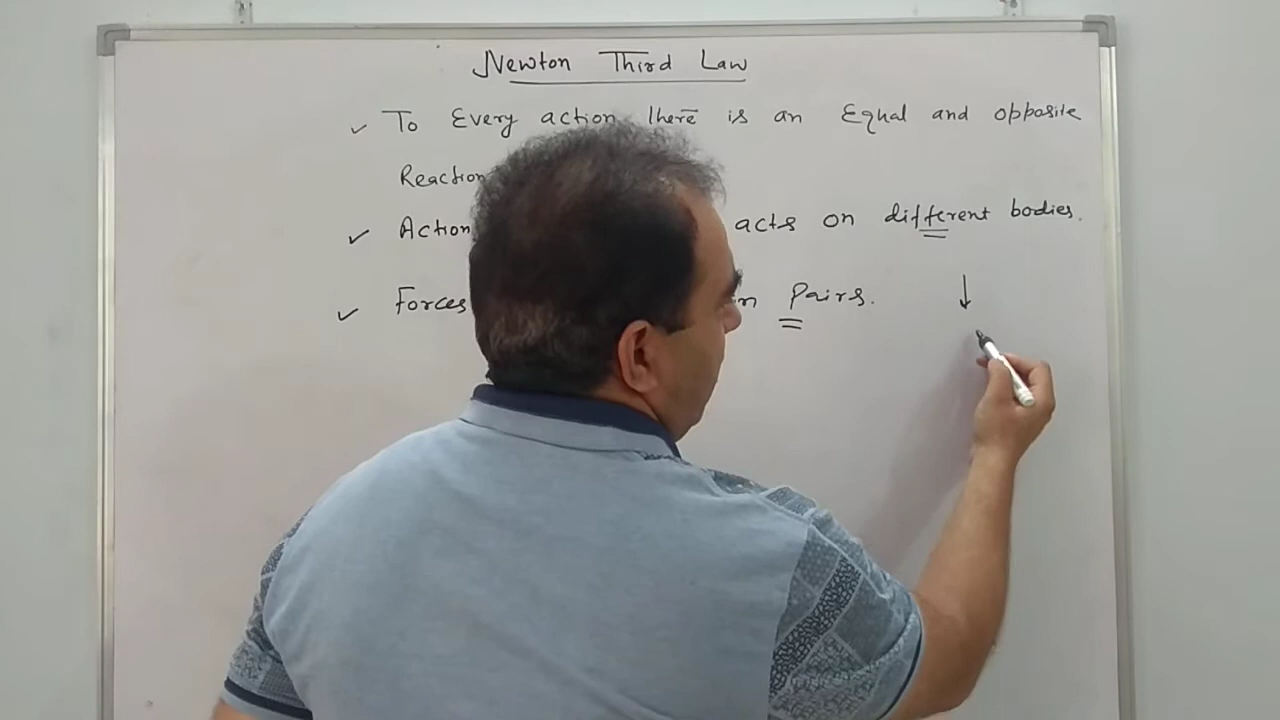 Newton Third Law
To Every action there is an Equal and opposite
Reaction
Action acts on different bodies.
Forces in Pairs.